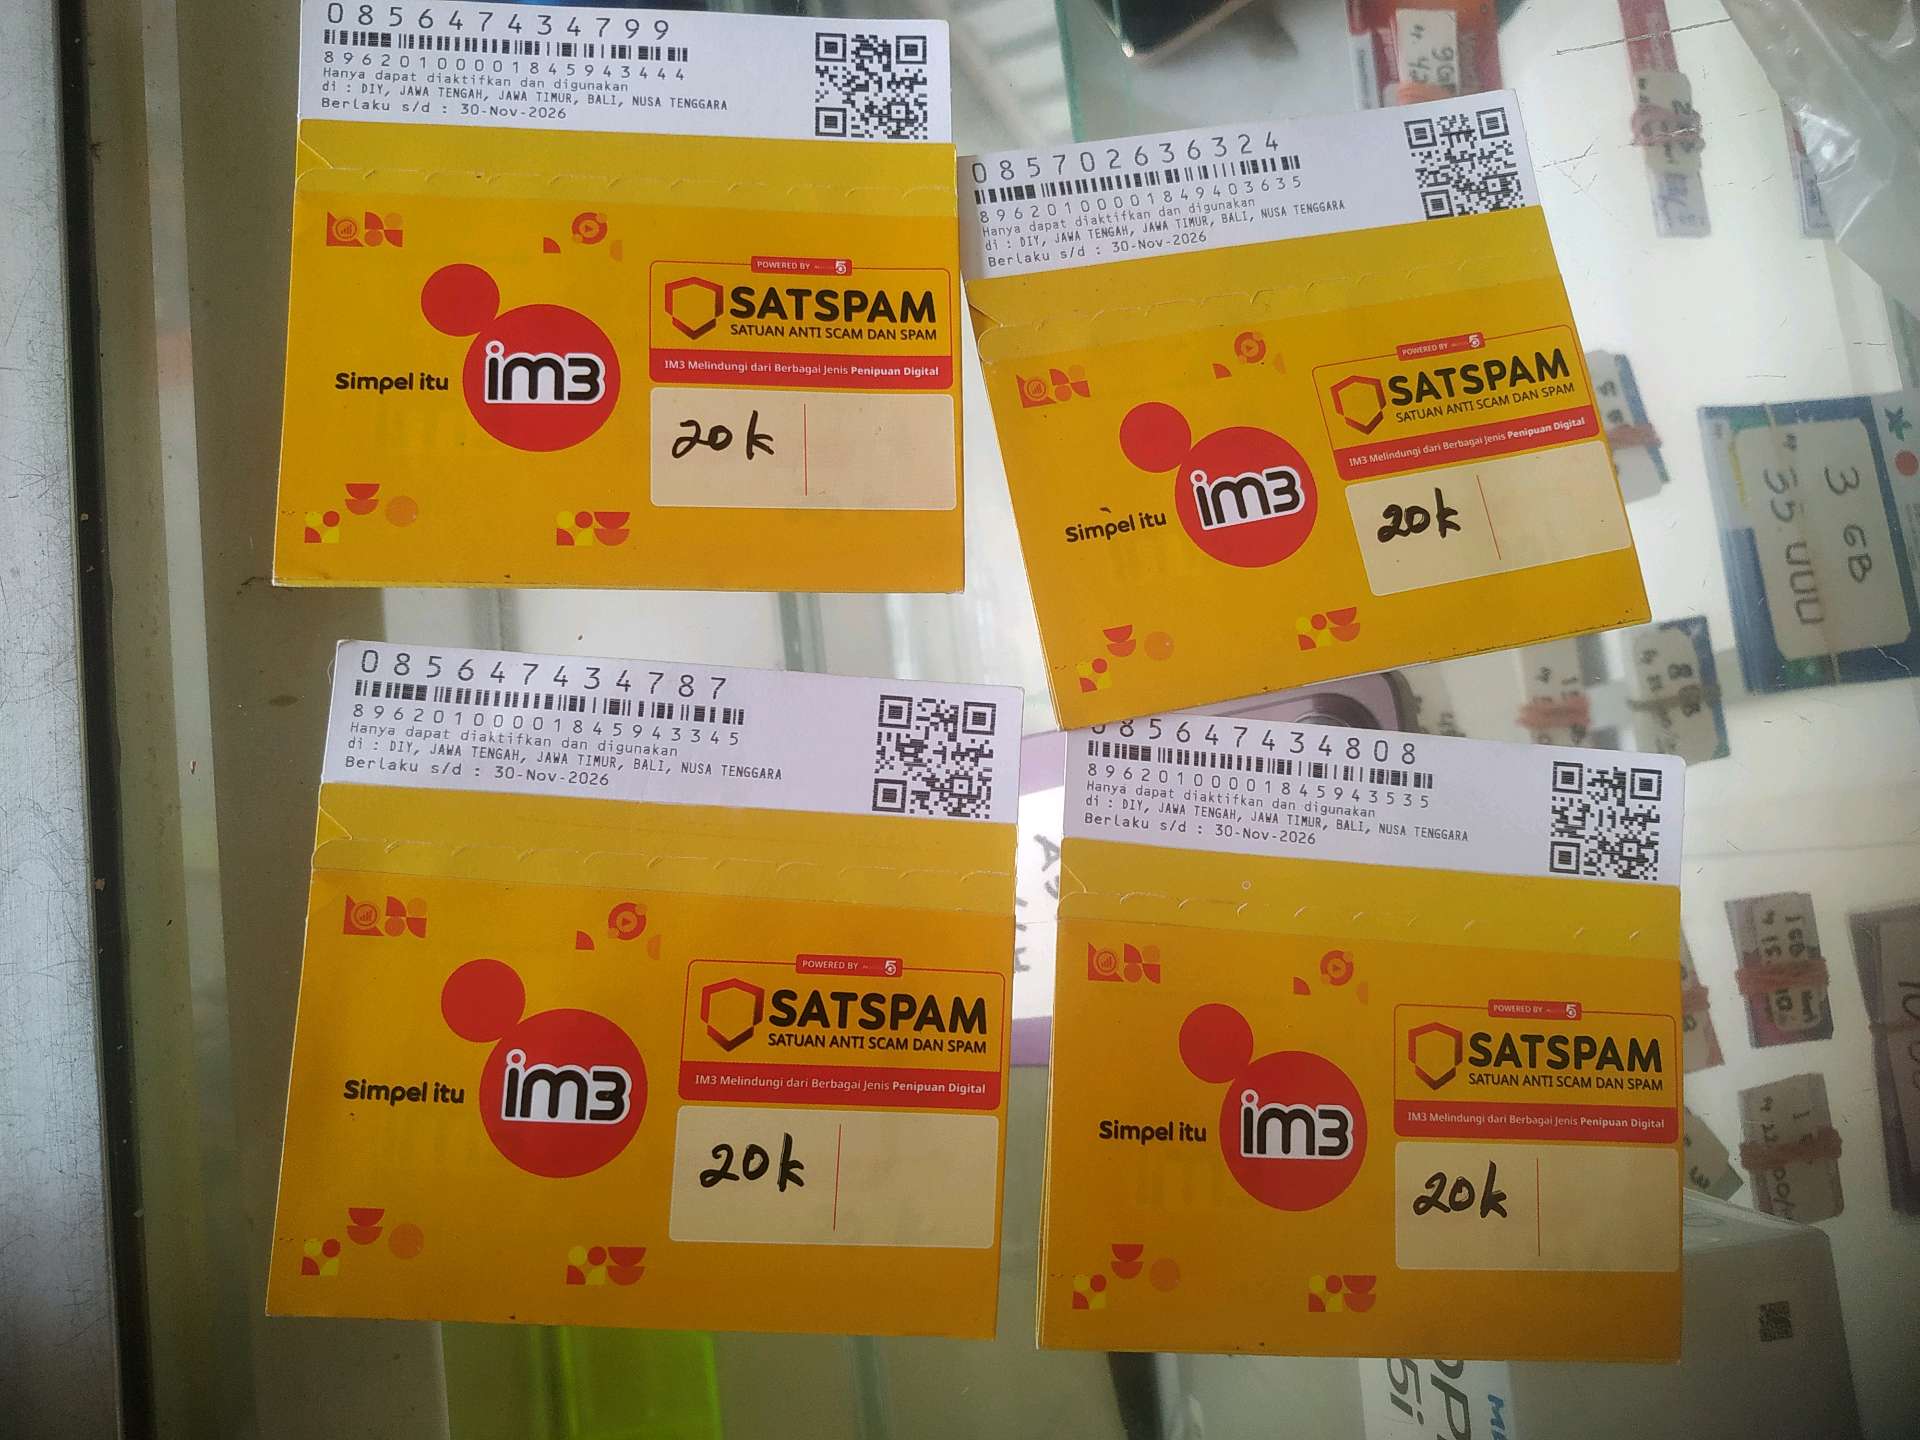 085647434799
89620100001845943444
Hanya dapat diaktifkan dan digunakan
di : DIY, JAWA TENGAH, JAWA TIMUR, BALI, NUSA TENGGARA
Berlaku s/d : 30-Nov-2026
POWERED BY
SATSPAM
SATUAN ANTI SCAM DAN SPAM
IM3 Melindungi dari Berbagai Jenis Penipuan Digital
Simpel itu im3
20k
085702636324
89620100001849403635
Hanya dapat diaktifkan dan digunakan
di : DIY, JAWA TENGAH, JAWA TIMUR, BALI, NUSA TENGGARA
Berlaku s/d : 30-Nov-2026
POWERED BY
SATSPAM
SATUAN ANTI SCAM DAN SPAM
IM3 Melindungi dari Berbagai Jenis Penipuan Digital
Simpel itu im3
20k
3 GB
085647434787
89620100001845943345
Hanya dapat diaktifkan dan digunakan
di : DIY, JAWA TENGAH, JAWA TIMUR, BALI, NUSA TENGGARA
Berlaku s/d : 30-Nov-2026
POWERED BY
SATSPAM
SATUAN ANTI SCAM DAN SPAM
IM3 Melindungi dari Berbagai Jenis Penipuan Digital
Simpel itu im3
20k
085647434808
89620100001845943535
Hanya dapat diaktifkan dan digunakan
di : DIY, JAWA TENGAH, JAWA TIMUR, BALI, NUSA TENGGARA
Berlaku s/d : 30-Nov-2026
POWERED BY
SATSPAM
SATUAN ANTI SCAM DAN SPAM
IM3 Melindungi dari Berbagai Jenis Penipuan Digital
Simpel itu im3
20k
5i